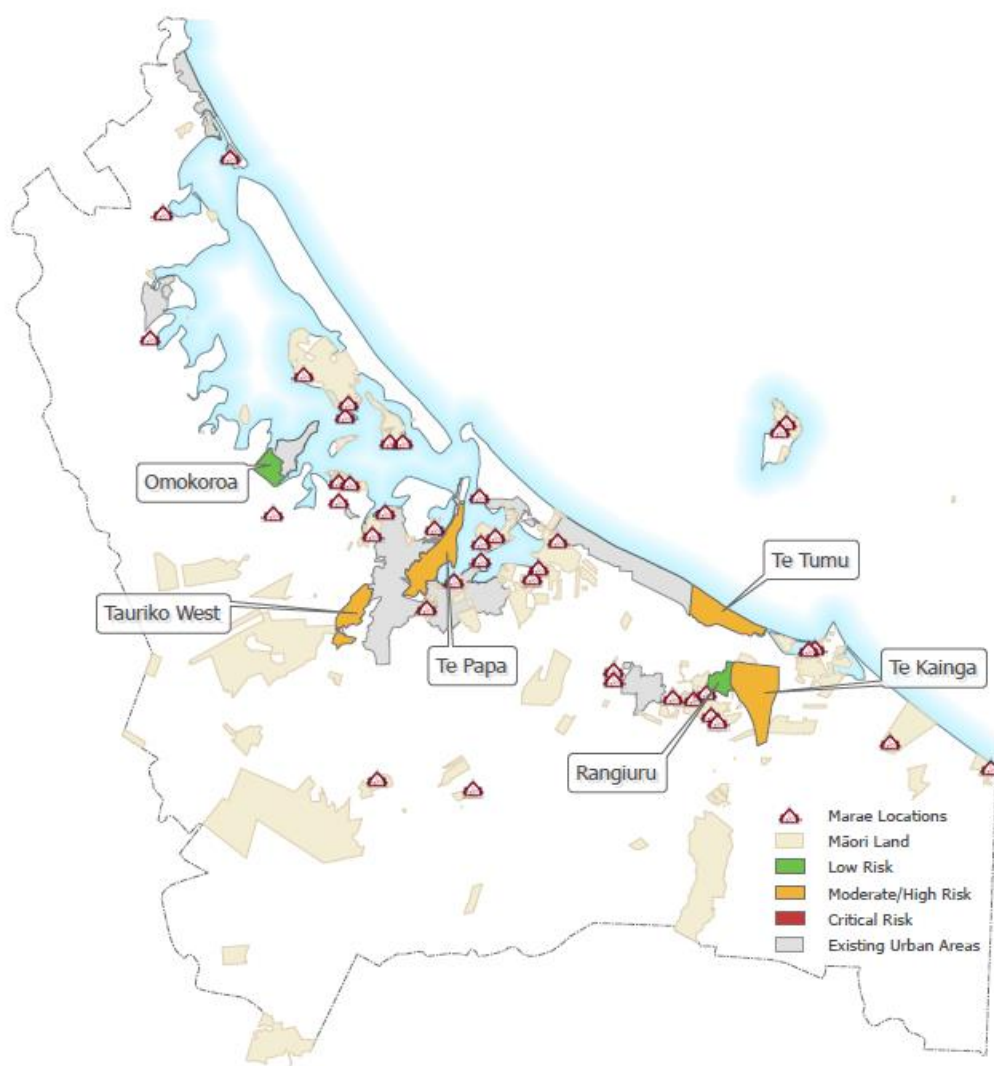 Omokoroa
Te Tumu
Tauriko West
Te Papa
Te Kainga
Rangiuru
Marae Locations
Māori Land
Low Risk
Moderate/High Risk
Critical Risk
Existing Urban Areas